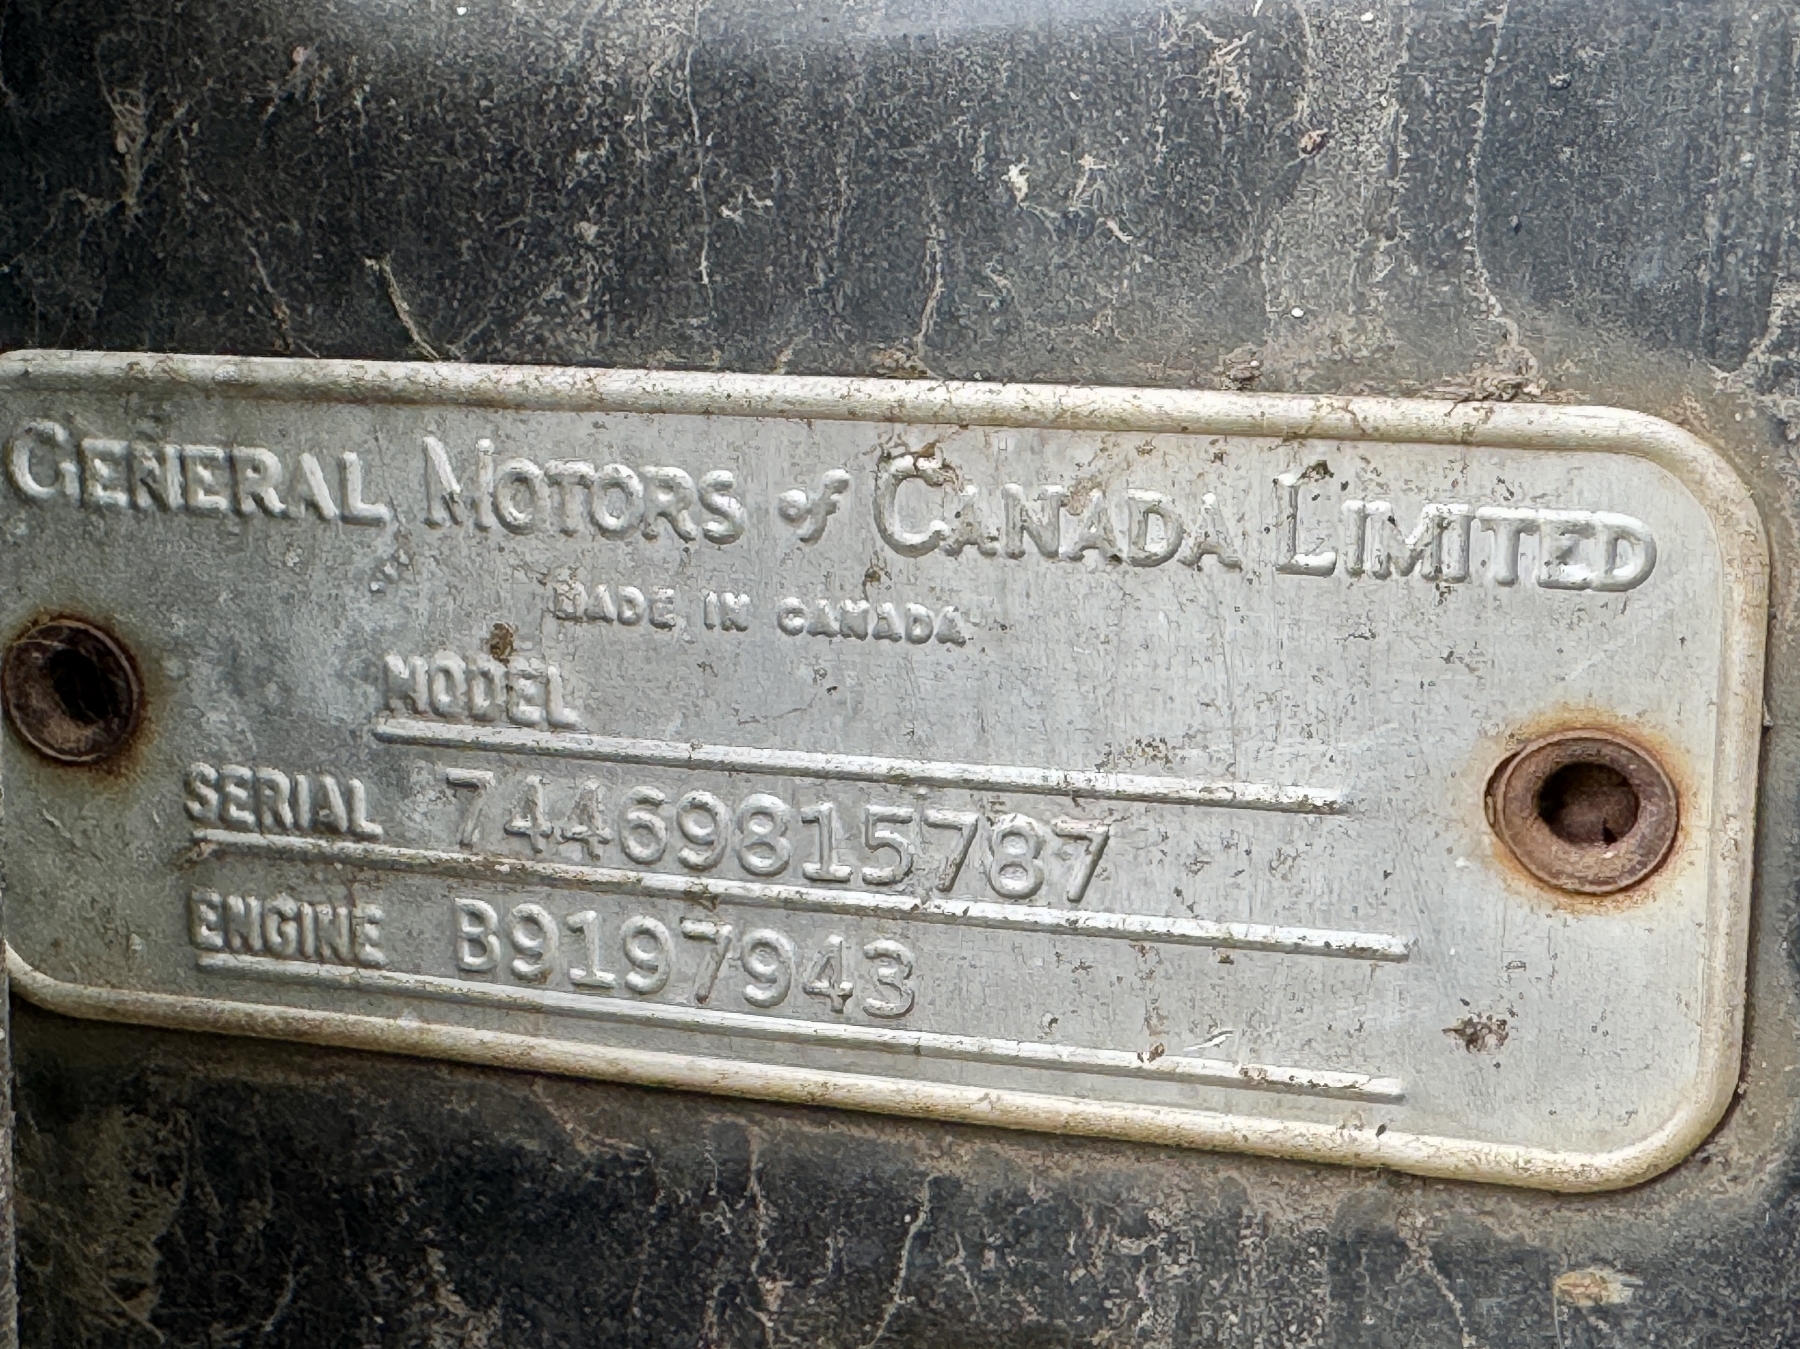 GENERAL MOTORS of CANADA LIMITED
MADE IN CANADA
MODEL
SERIAL 74469815787
ENGINE B9197943